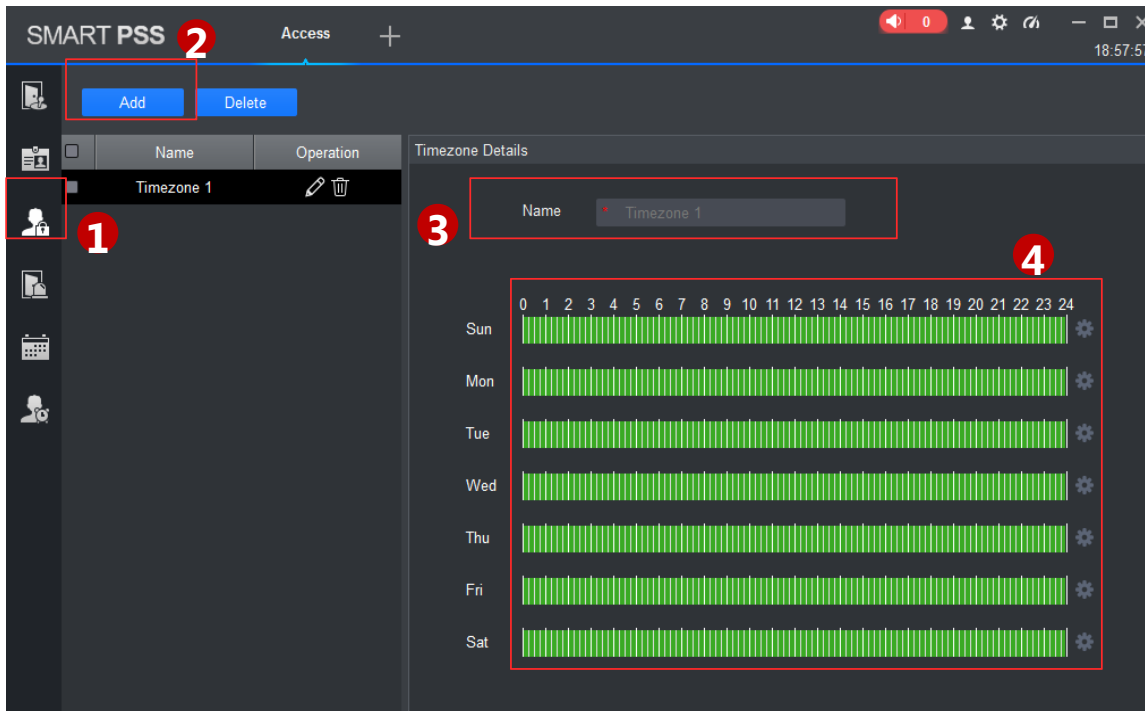 SMART PSS
2
Access
0
18:57:57
Add
Delete
Name
Operation
Timezone Details
Timezone 1
1
3
Name
* Timezone 1
4
0 1 2 3 4 5 6 7 8 9 10 11 12 13 14 15 16 17 18 19 20 21 22 23 24
Sun
Mon
Tue
Wed
Thu
Fri
Sat